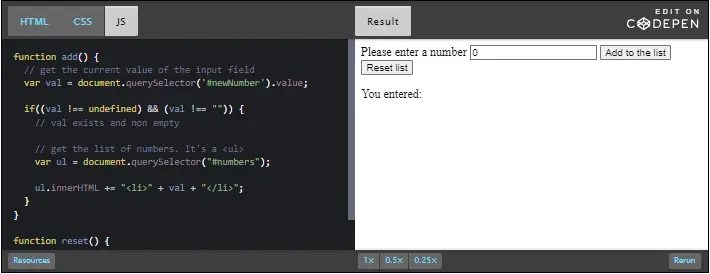 HTML CSS JS
Result
EDIT ON
CODEPEN
function add() {
// get the current value of the input field
var val = document.querySelector('#newNumber').value;
if((val !== undefined) && (val !== "")) {
// val exists and non empty
// get the list of numbers. It's a <ul>
var ul = document.querySelector("#numbers");
ul.innerHTML += "<li>" + val + "</li>";
}
}
function reset() {
Please enter a number 0 Add to the list
Reset list
You entered:
Resources
1× 0.5× 0.25×
Rerun